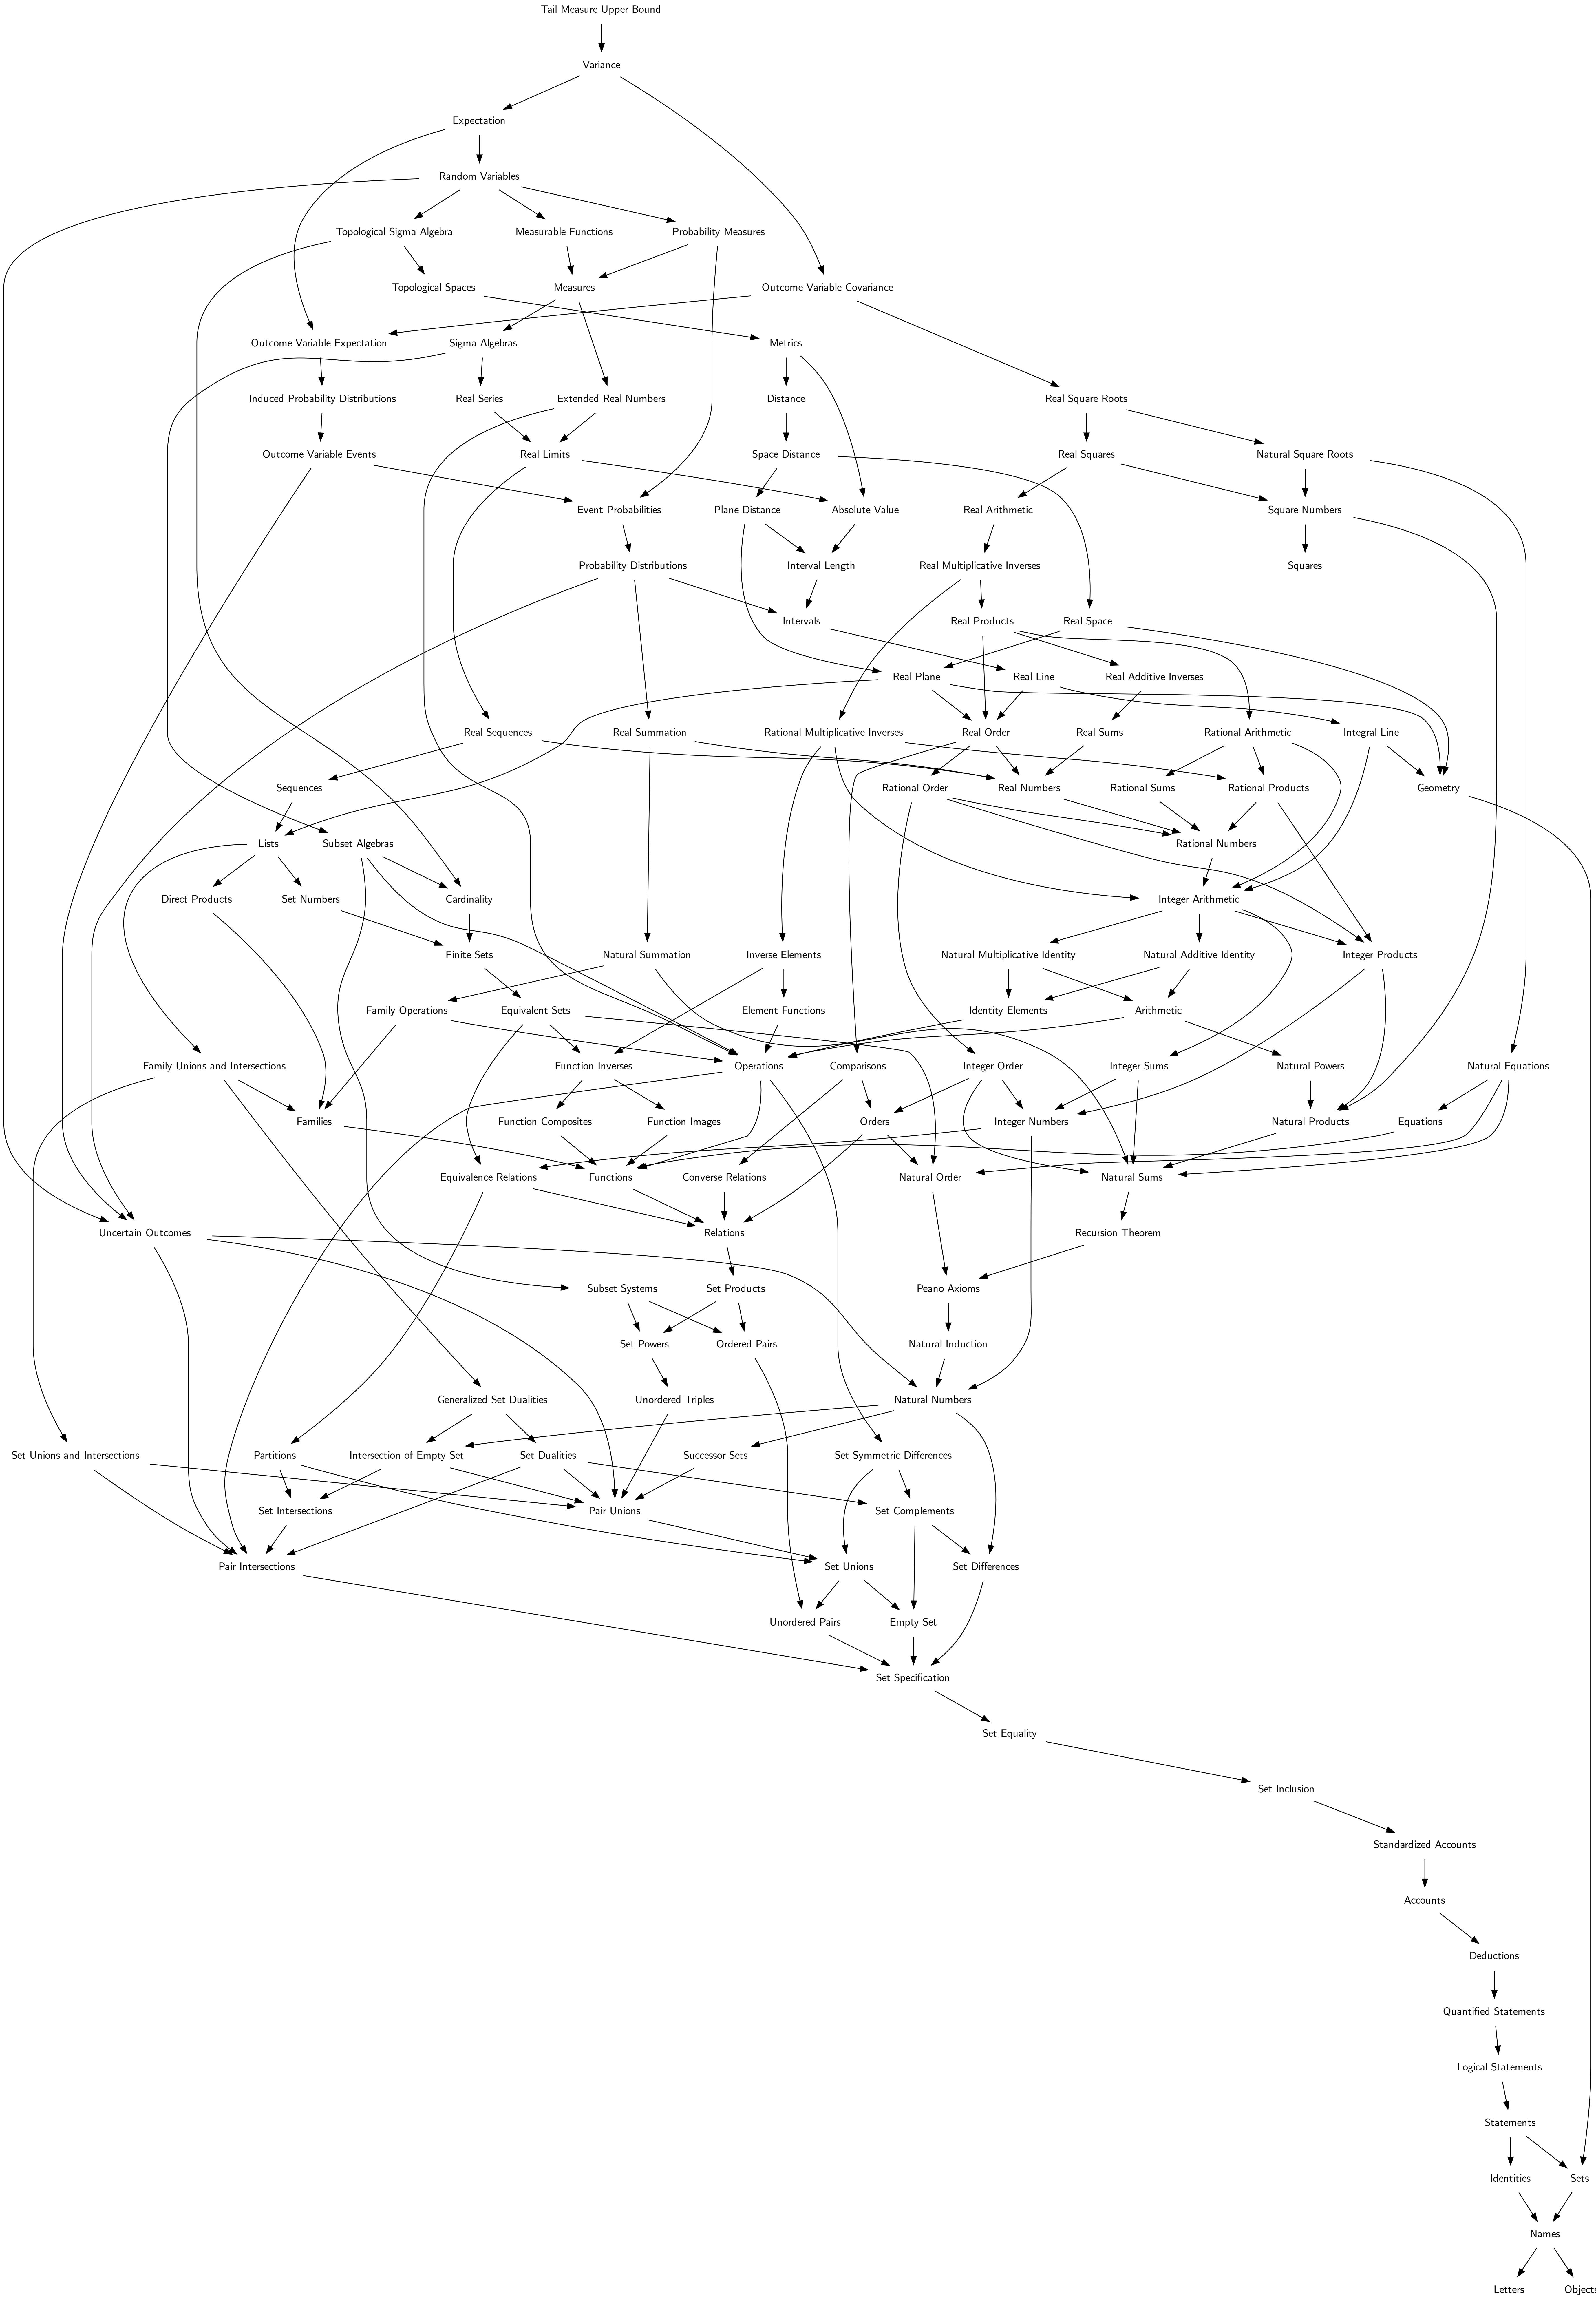 Tail Measure Upper Bound
Variance
Expectation
Random Variables
Topological Sigma Algebra
Measurable Functions
Probability Measures
Topological Spaces
Measures
Outcome Variable Covariance
Outcome Variable Expectation
Sigma Algebras
Metrics
Induced Probability Distributions
Real Series
Extended Real Numbers
Distance
Real Square Roots
Outcome Variable Events
Real Limits
Space Distance
Real Squares
Natural Square Roots
Event Probabilities
Plane Distance
Absolute Value
Real Arithmetic
Square Numbers
Probability Distributions
Interval Length
Real Multiplicative Inverses
Squares
Intervals
Real Products
Real Space
Real Plane
Real Line
Real Additive Inverses
Real Sequences
Real Summation
Rational Multiplicative Inverses
Real Order
Real Sums
Rational Arithmetic
Integral Line
Sequences
Rational Order
Real Numbers
Rational Sums
Rational Products
Geometry
Lists
Subset Algebras
Rational Numbers
Direct Products
Set Numbers
Cardinality
Integer Arithmetic
Finite Sets
Natural Summation
Inverse Elements
Natural Multiplicative Identity
Natural Additive Identity
Integer Products
Family Operations
Equivalent Sets
Element Functions
Identity Elements
Arithmetic
Family Unions and Intersections
Function Inverses
Operations
Comparisons
Integer Order
Integer Sums
Natural Powers
Natural Equations
Families
Function Composites
Function Images
Orders
Integer Numbers
Natural Products
Equations
Equivalence Relations
Functions
Converse Relations
Natural Order
Natural Sums
Uncertain Outcomes
Relations
Recursion Theorem
Subset Systems
Set Products
Peano Axioms
Set Powers
Ordered Pairs
Natural Induction
Generalized Set Dualities
Unordered Triples
Natural Numbers
Set Unions and Intersections
Partitions
Intersection of Empty Set
Set Dualities
Successor Sets
Set Symmetric Differences
Set Intersections
Pair Unions
Set Complements
Pair Intersections
Set Unions
Set Differences
Unordered Pairs
Empty Set
Set Specification
Set Equality
Set Inclusion
Standardized Accounts
Accounts
Deductions
Quantified Statements
Logical Statements
Statements
Identities
Sets
Names
Letters
Objects